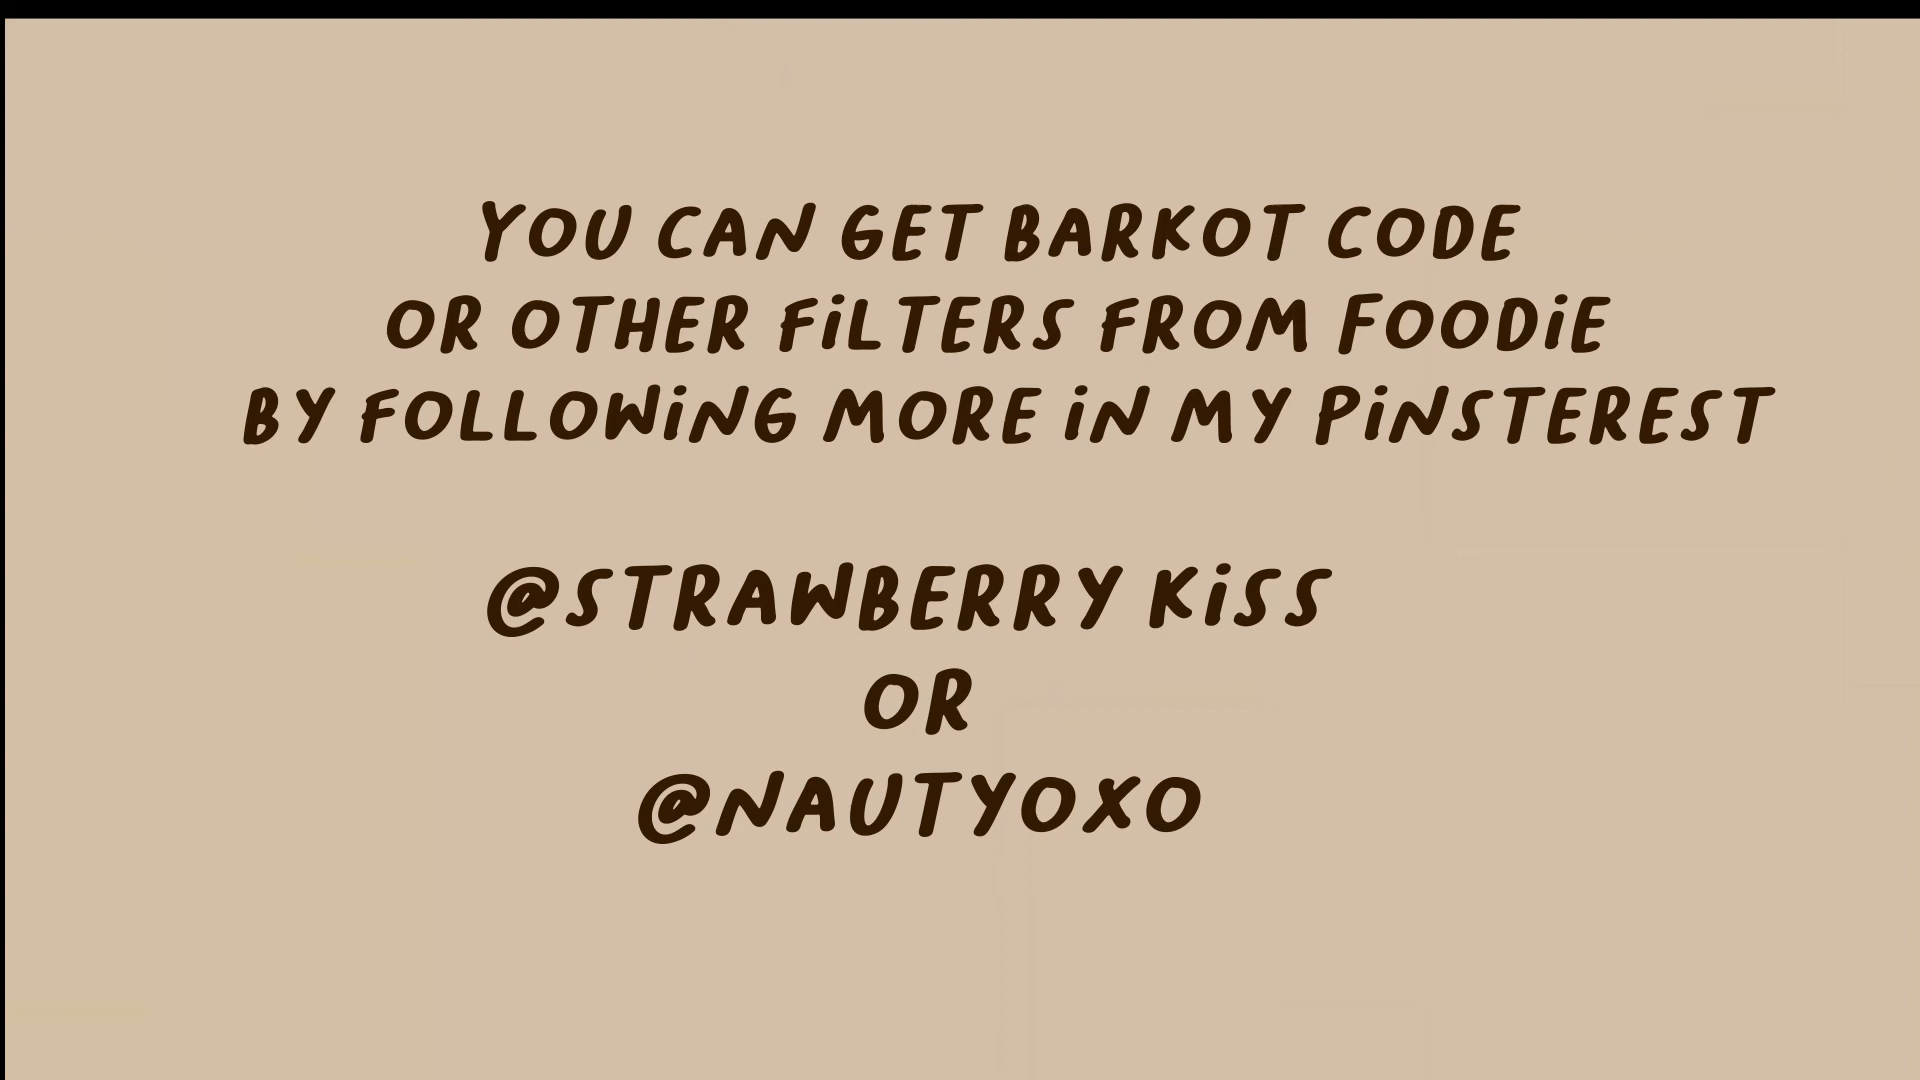 YOU CAN GET BARKOT CODE
OR OTHER FiLTERS FROM FOODiE
BY FOLLOWiNG MORE iN MY PiNSTEREST
@STRAWBERRY KiSS
OR
@NAUTYOXO